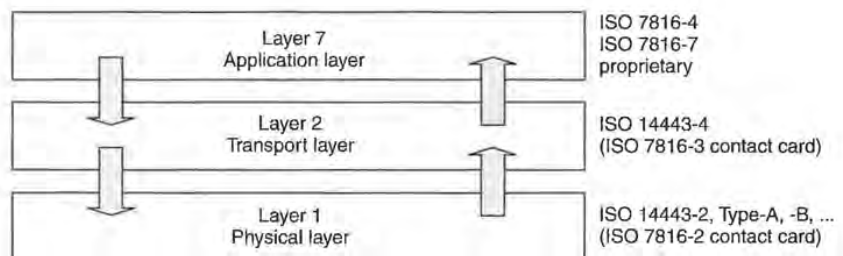 Layer 7
Application layer
ISO 7816-4
ISO 7816-7
proprietary
Layer 2
Transport layer
ISO 14443-4
(ISO 7816-3 contact card)
Layer 1
Physical layer
ISO 14443-2, Type-A, -B, ...
(ISO 7816-2 contact card)